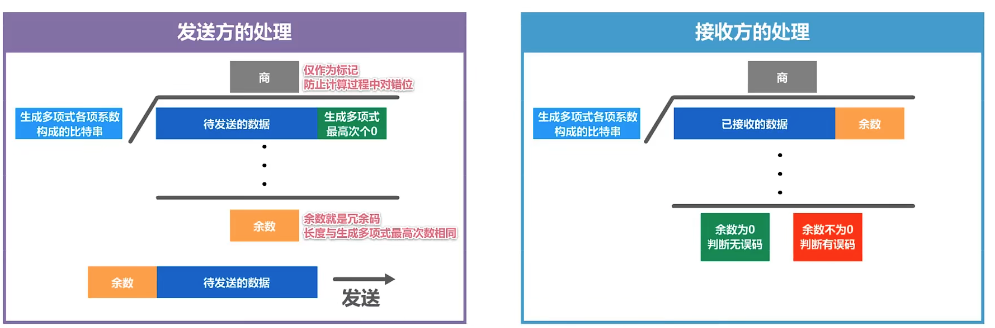 发送方的处理
商
仅作为标记
防止计算过程中对错位
生成多项式各项系数
构成的比特串
待发送的数据
生成多项式
最高次个0
余数
余数就是冗余码
长度与生成多项式最高次数相同
余数
待发送的数据
发送
接收方的处理
商
生成多项式各项系数
构成的比特串
已接收的数据
余数
余数为0
判断无误码
余数不为0
判断有误码